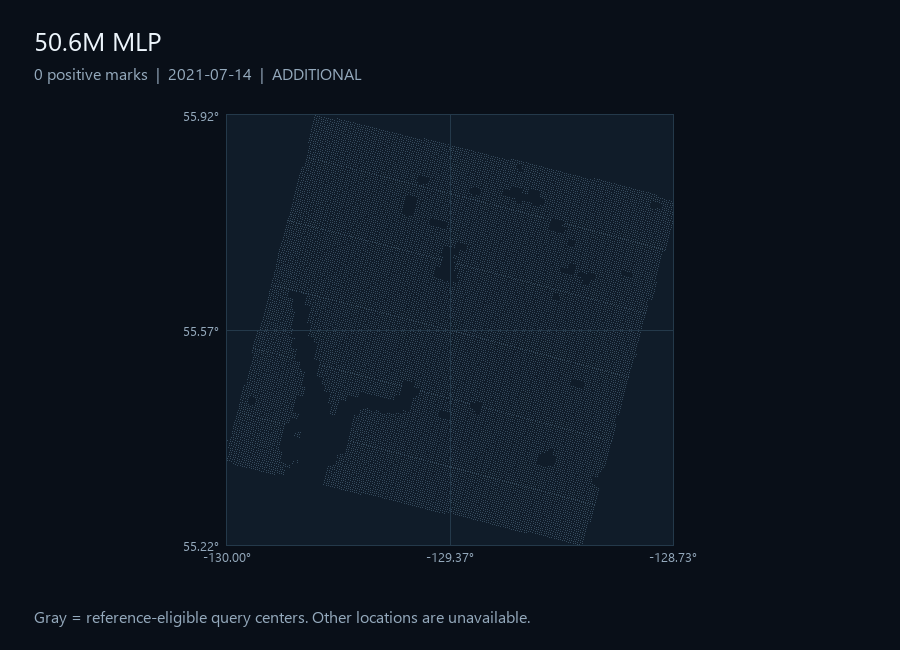 50.6M MLP
0 positive marks | 2021-07-14 | ADDITIONAL
55.92°
55.57°
55.22°
-130.00°
-129.37°
-128.73°
Gray = reference-eligible query centers. Other locations are unavailable.